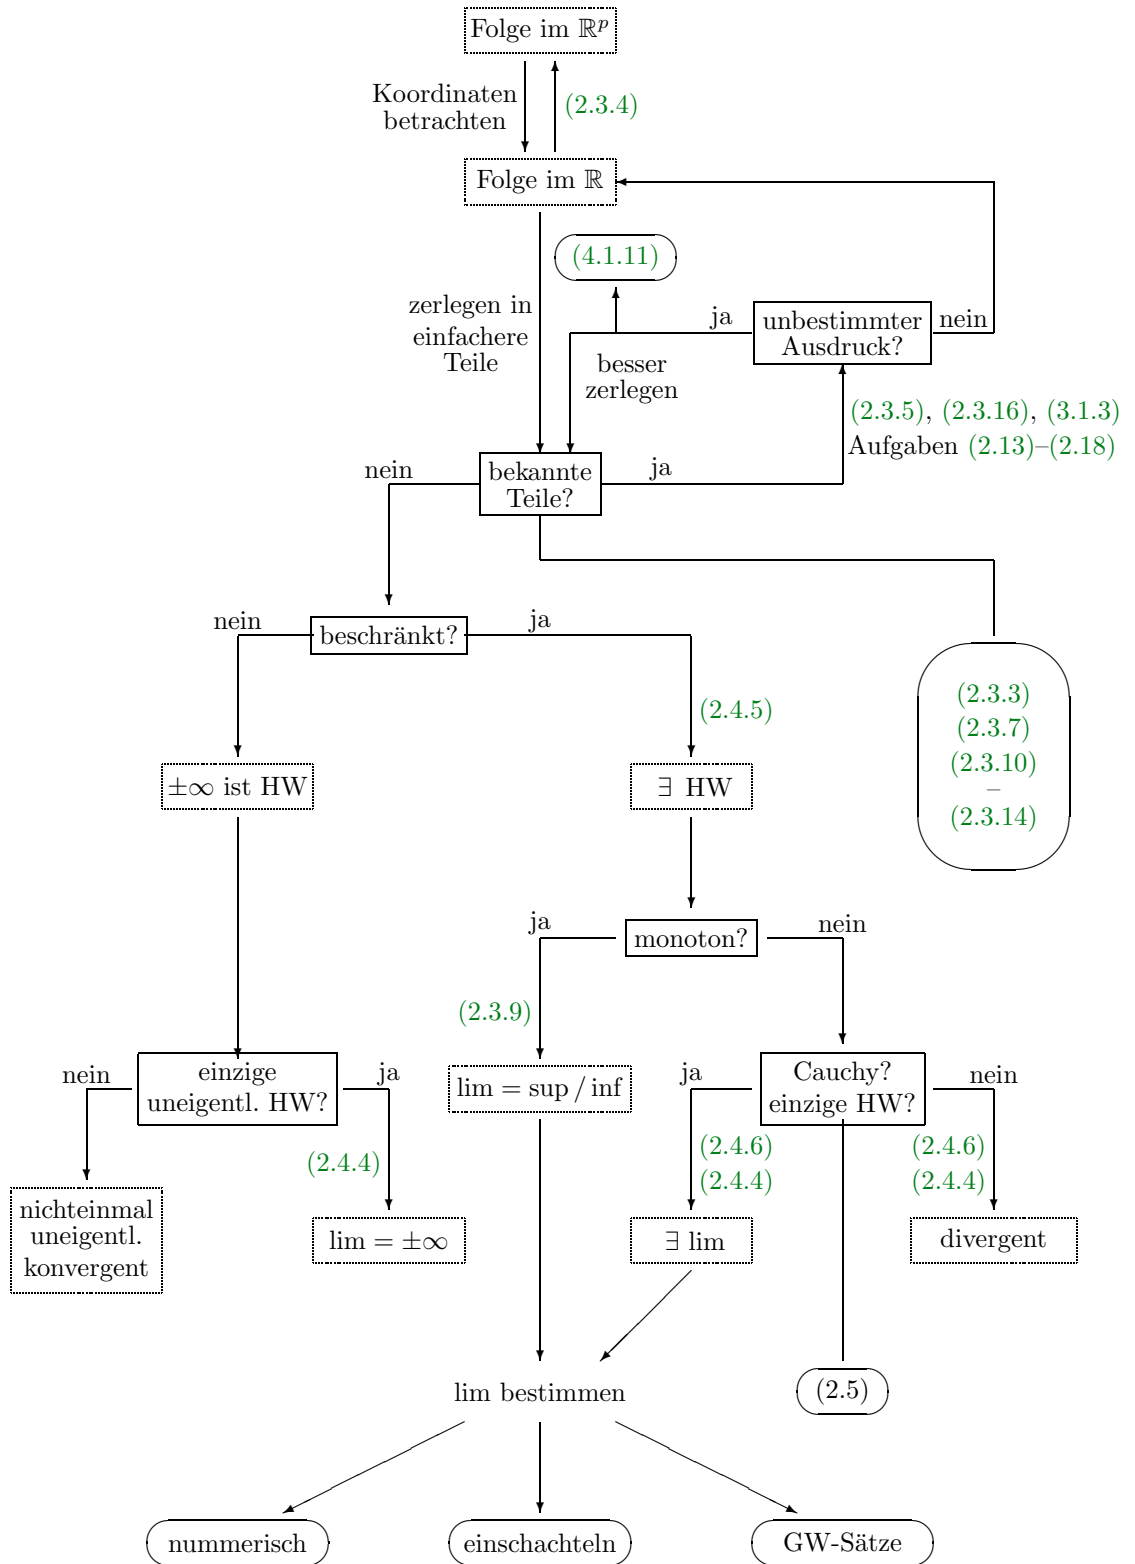 Folge im ℝᵖ
Koordinaten
betrachten
(2.3.4)
Folge im ℝ
(4.1.11)
zerlegen in
einfachere
Teile
ja
unbestimmter
Ausdruck?
nein
besser
zerlegen
(2.3.5), (2.3.16), (3.1.3)
Aufgaben (2.13)–(2.18)
nein
bekannte
Teile?
ja
nein
beschränkt?
ja
(2.4.5)
(2.3.3)
(2.3.7)
(2.3.10)
–
(2.3.14)
±∞ ist HW
∃ HW
ja
monoton?
nein
(2.3.9)
nein
einzige
uneigentl. HW?
ja
lim = sup / inf
ja
Cauchy?
einzige HW?
nein
(2.4.4)
(2.4.6)
(2.4.4)
(2.4.6)
(2.4.4)
nichteinmal
uneigentl.
konvergent
lim = ±∞
∃ lim
divergent
lim bestimmen
(2.5)
nummerisch
einschachteln
GW-Sätze